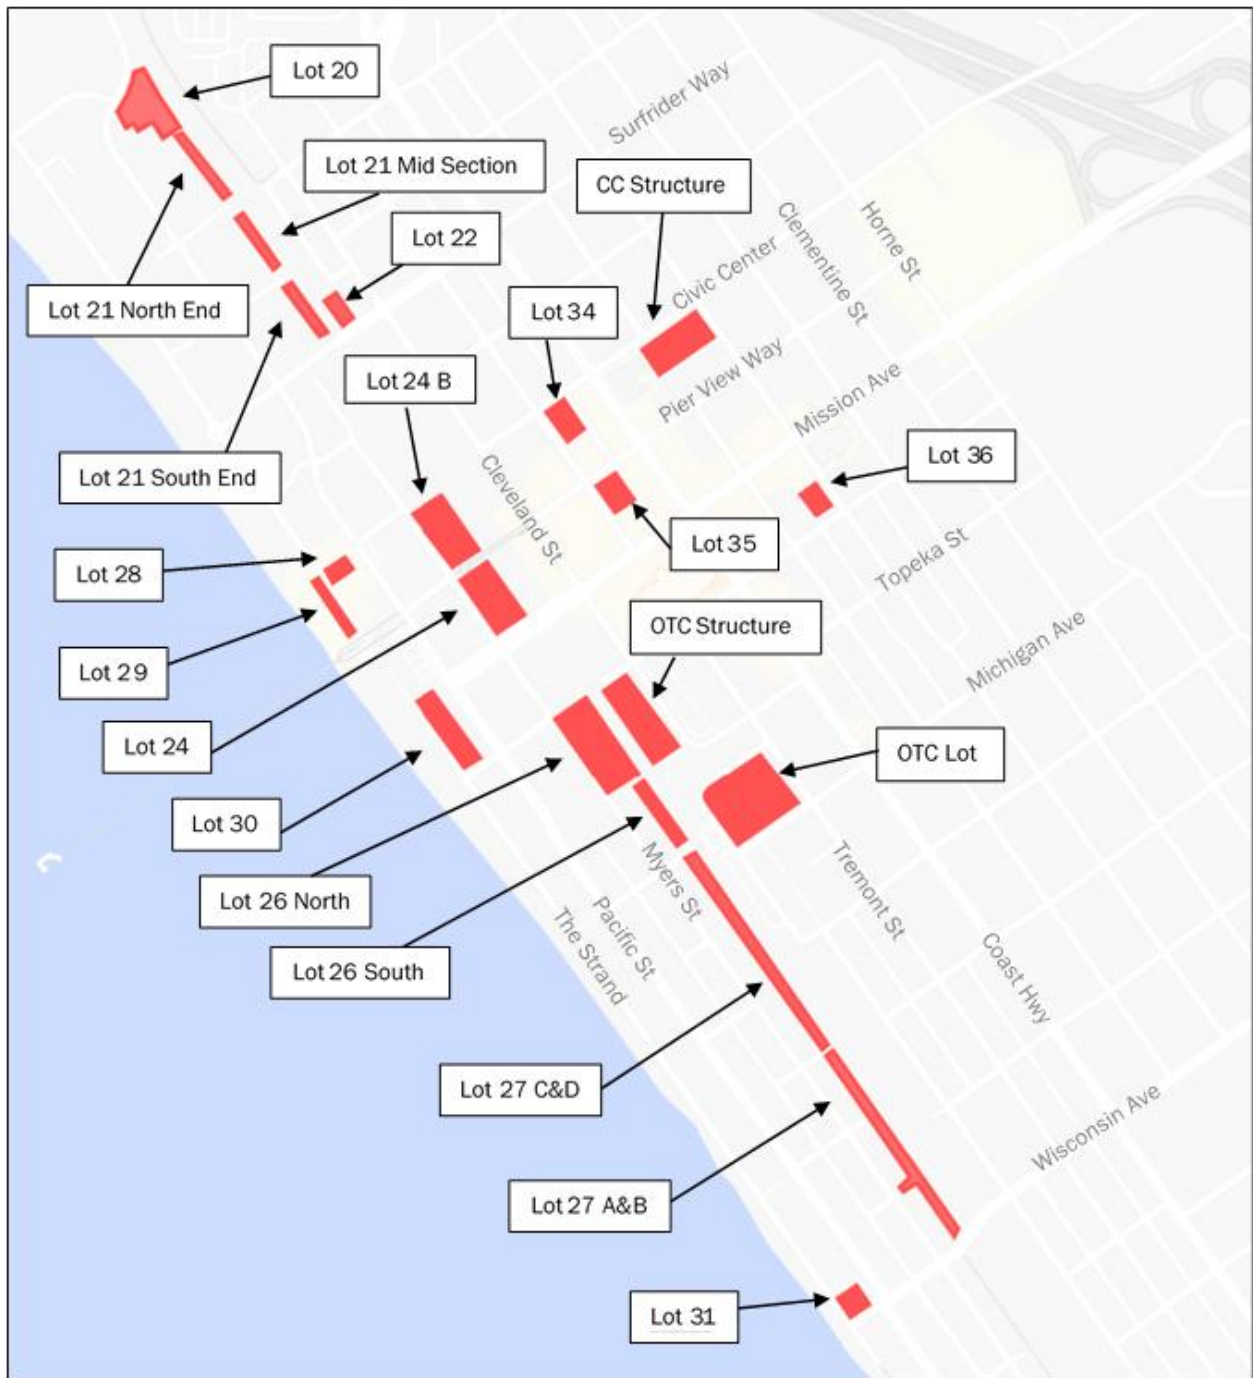 Lot 20
Surfrider Way
Lot 21 Mid Section
CC Structure
Lot 22
Clementine St
Horne St
Civic Center
Lot 21 North End
Lot 34
Pier View Way
Mission Ave
Lot 24 B
Lot 21 South End
Cleveland St
Lot 36
Lot 35
Topeka St
Lot 28
OTC Structure
Michigan Ave
Lot 29
Lot 24
OTC Lot
Lot 30
Lot 26 North
Myers St
Tremont St
Pacific St
The Strand
Lot 26 South
Coast Hwy
Lot 27 C&D
Wisconsin Ave
Lot 27 A&B
Lot 31